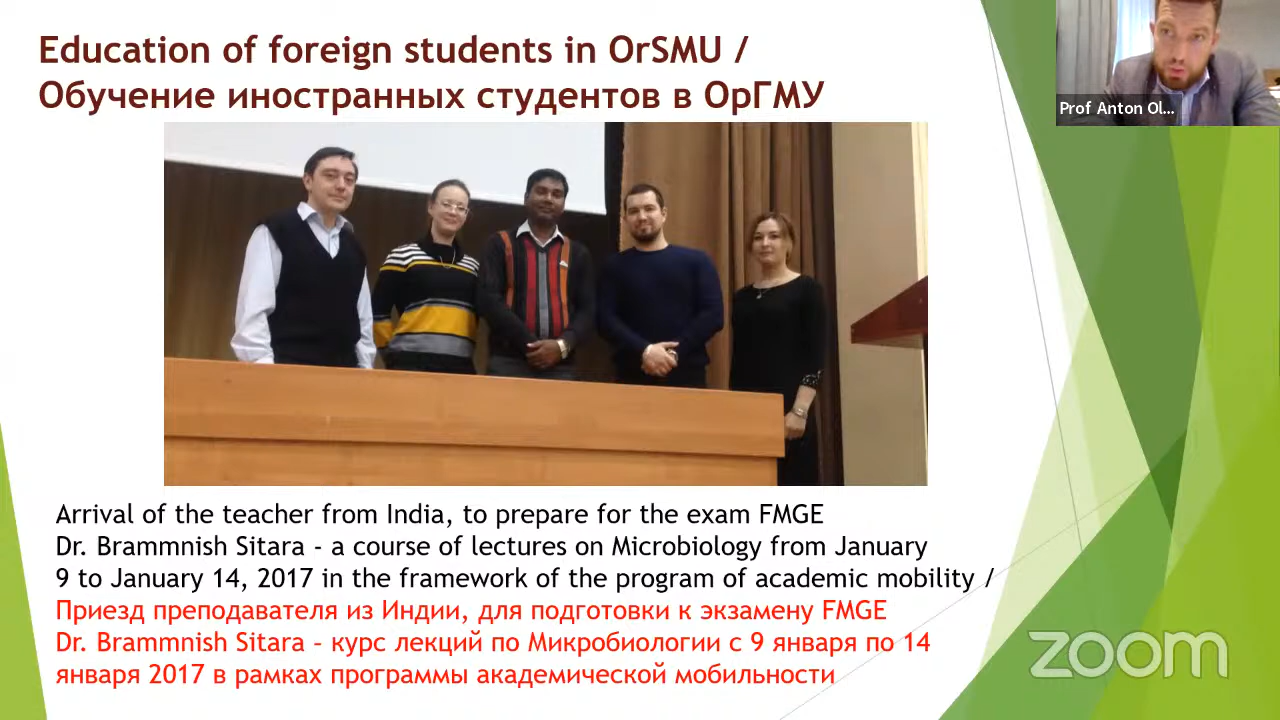 Education of foreign students in OrSMU /
Обучение иностранных студентов в ОрГМУ
Prof Anton Ol...
Arrival of the teacher from India, to prepare for the exam FMGE
Dr. Brammnish Sitara - a course of lectures on Microbiology from January
9 to January 14, 2017 in the framework of the program of academic mobility /
Приезд преподавателя из Индии, для подготовки к экзамену FMGE
Dr. Brammnish Sitara – курс лекций по Микробиологии с 9 января по 14
января 2017 в рамках программы академической мобильности
zoom